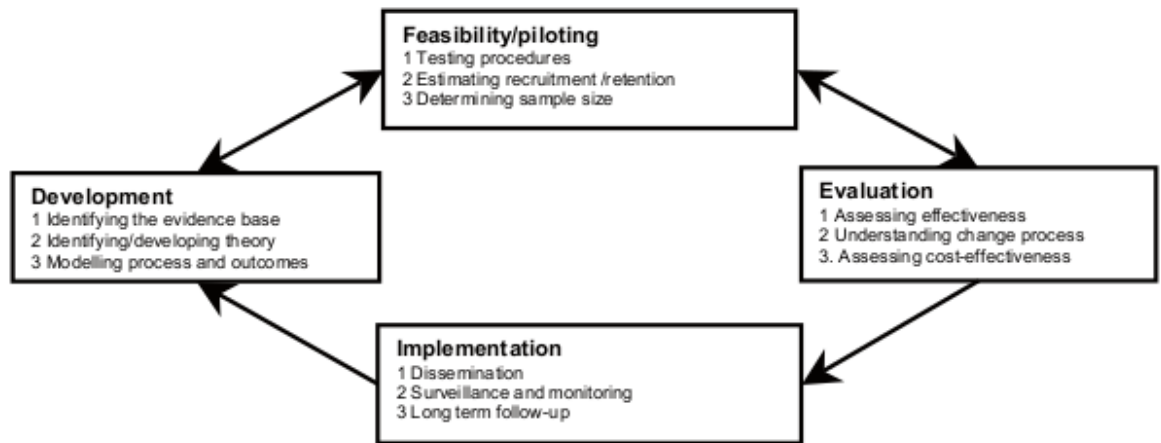 Feasibility/piloting
1 Testing procedures
2 Estimating recruitment /retention
3 Determining sample size
Development
1 Identifying the evidence base
2 Identifying/developing theory
3 Modelling process and outcomes
Evaluation
1 Assessing effectiveness
2 Understanding change process
3. Assessing cost-effectiveness
Implementation
1 Dissemination
2 Surveillance and monitoring
3 Long term follow-up